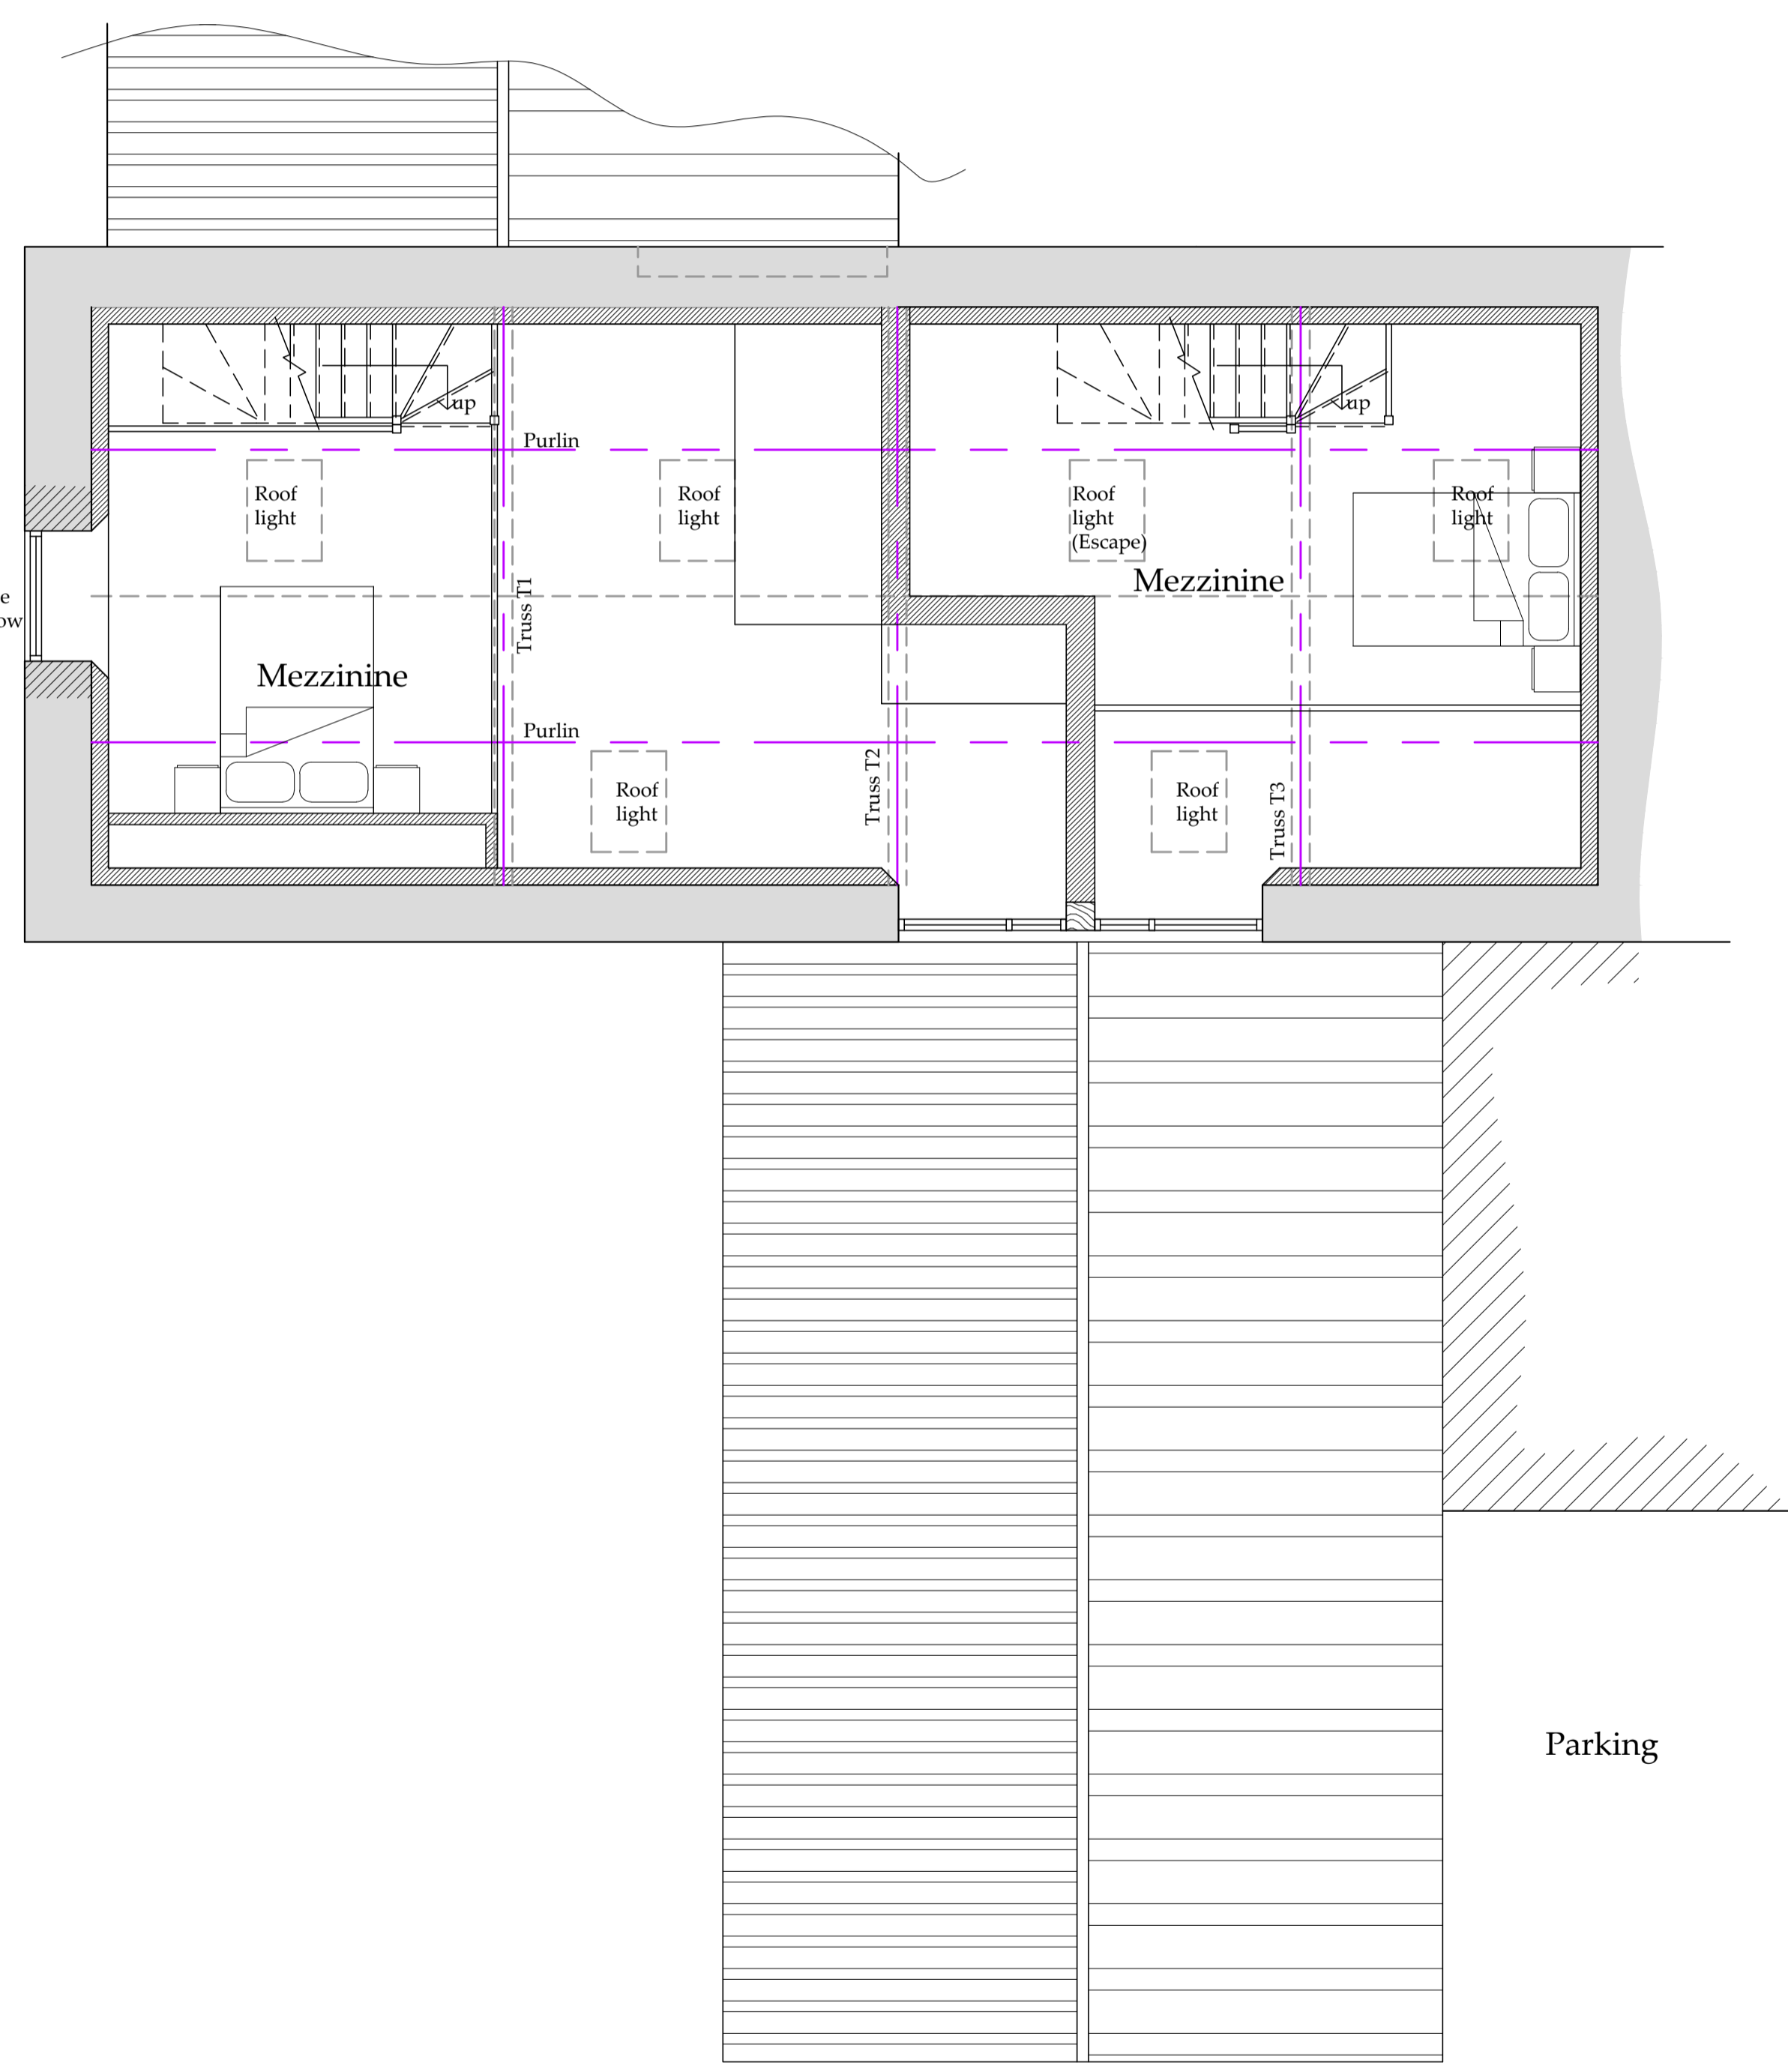 up
up
Purlin
Roof
light
Roof
light
Roof
light
(Escape)
Roof
light
Mezzinine
Truss T1
Mezzinine
Purlin
Truss T2
Roof
light
Roof
light
Truss T3
Parking